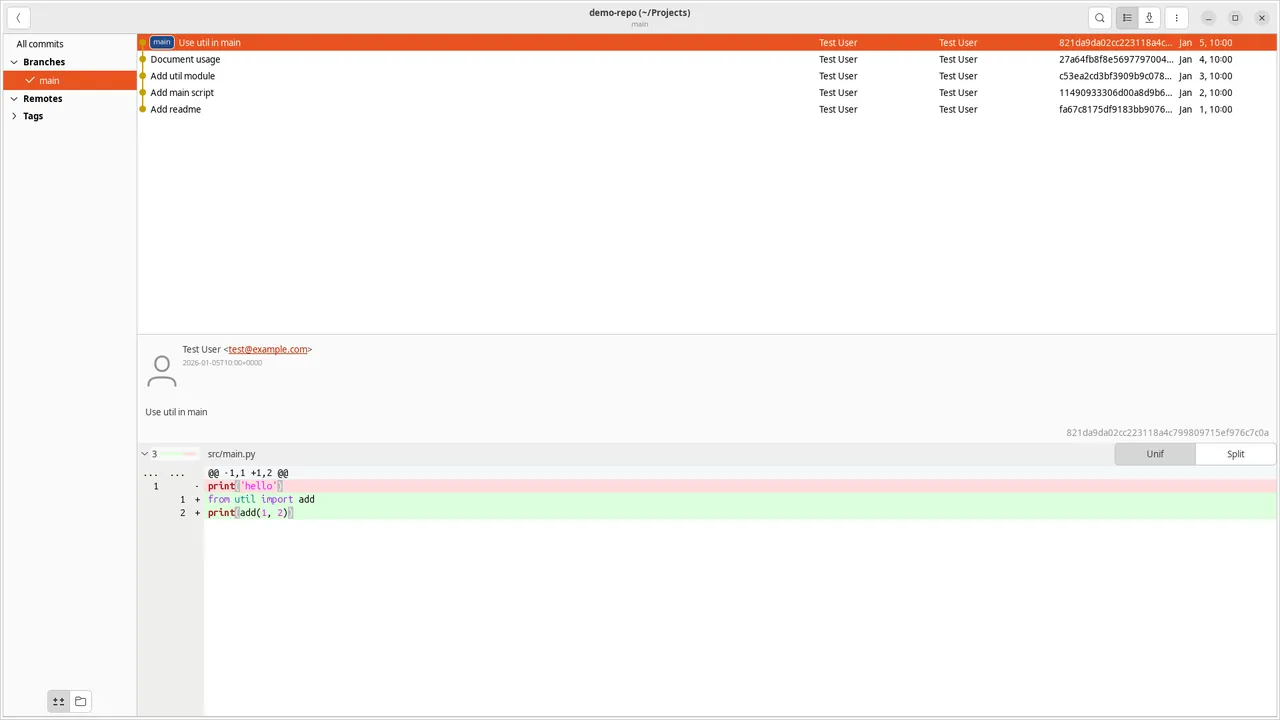 demo-repo (~/Projects)
main
All commits
Branches
main
Remotes
Tags
main Use util in main Test User Test User 821da9da02cc223118a4c... Jan 5, 10:00
Document usage Test User Test User 27a64fb8f8e5697797004... Jan 4, 10:00
Add util module Test User Test User c53ea2cd3bf3909b9c078... Jan 3, 10:00
Add main script Test User Test User 11490933306d00a8d9b6... Jan 2, 10:00
Add readme Test User Test User fa67c8175df9183bb9076... Jan 1, 10:00
Test User <test@example.com>
2026-01-05T10:00+0000
Use util in main
821da9da02cc223118a4c799809715ef976c7c0a
3 src/main.py Unif Split
... ... @@ -1,1 +1,2 @@
1 - print('hello')
1 + from util import add
2 + print(add(1, 2))